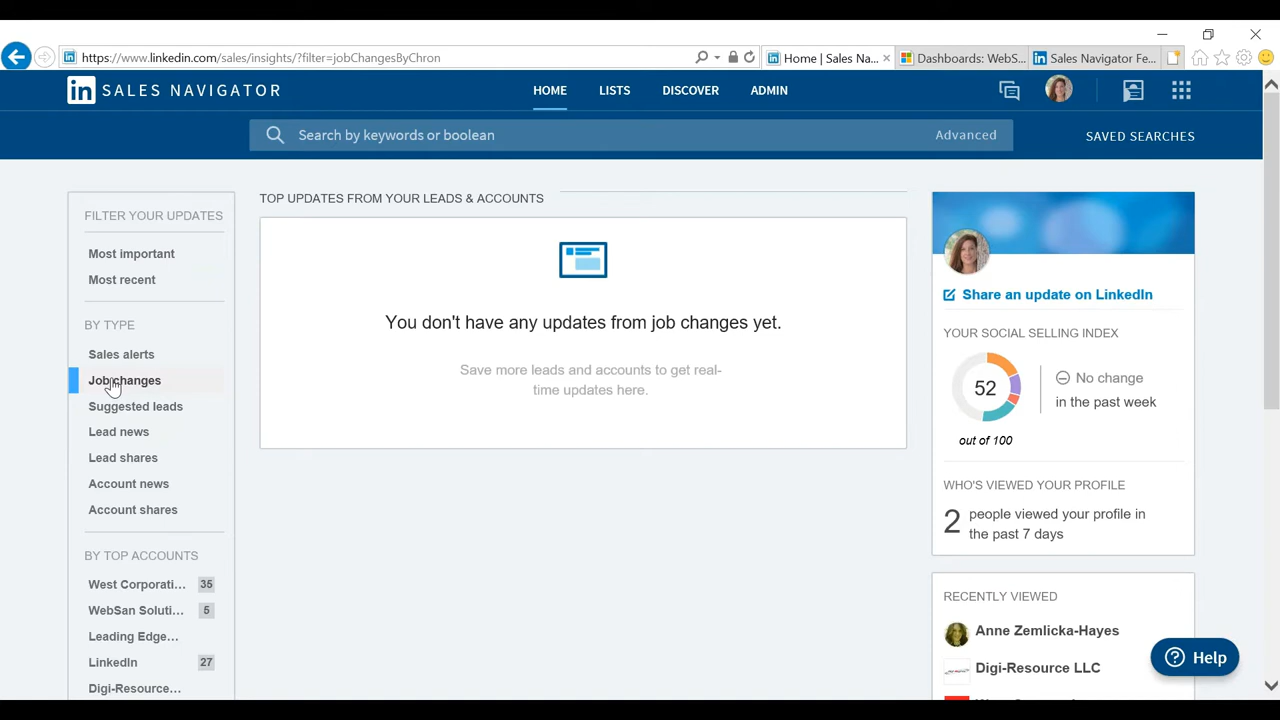 https://www.linkedin.com/sales/insights/?filter=jobChangesByChron
Home | Sales Na...
Dashboards: WebS...
Sales Navigator Fe...
in SALES NAVIGATOR
HOME
LISTS
DISCOVER
ADMIN
Search by keywords or boolean
Advanced
SAVED SEARCHES
FILTER YOUR UPDATES
Most important
Most recent
BY TYPE
Sales alerts
Job changes
Suggested leads
Lead news
Lead shares
Account news
Account shares
BY TOP ACCOUNTS
West Corporati... 35
WebSan Soluti... 5
Leading Edge...
LinkedIn 27
Digi-Resource...
TOP UPDATES FROM YOUR LEADS & ACCOUNTS
You don't have any updates from job changes yet.
Save more leads and accounts to get real-
time updates here.
Share an update on LinkedIn
YOUR SOCIAL SELLING INDEX
52
out of 100
No change
in the past week
WHO'S VIEWED YOUR PROFILE
2 people viewed your profile in
the past 7 days
RECENTLY VIEWED
Anne Zemlicka-Hayes
Digi-Resource LLC
Help